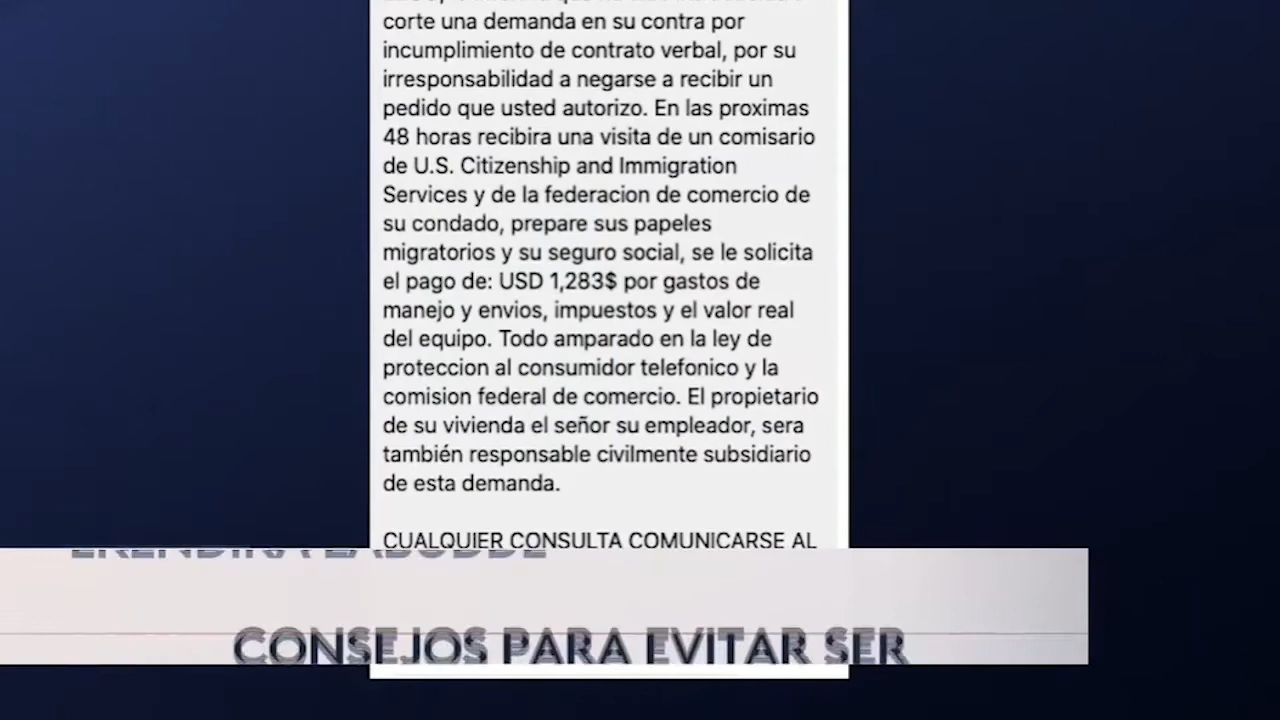 corte una demanda en su contra por
incumplimiento de contrato verbal, por su
irresponsabilidad a negarse a recibir un
pedido que usted autorizo. En las proximas
48 horas recibira una visita de un comisario
de U.S. Citizenship and Immigration
Services y de la federacion de comercio de
su condado, prepare sus papeles
migratorios y su seguro social, se le solicita
el pago de: USD 1,283$ por gastos de
manejo y envios, impuestos y el valor real
del equipo. Todo amparado en la ley de
proteccion al consumidor telefonico y la
comision federal de comercio. El propietario
de su vivienda el señor su empleador, sera
también responsable civilmente subsidiario
de esta demanda.
CUALQUIER CONSULTA COMUNICARSE AL
CONSEJOS PARA EVITAR SER